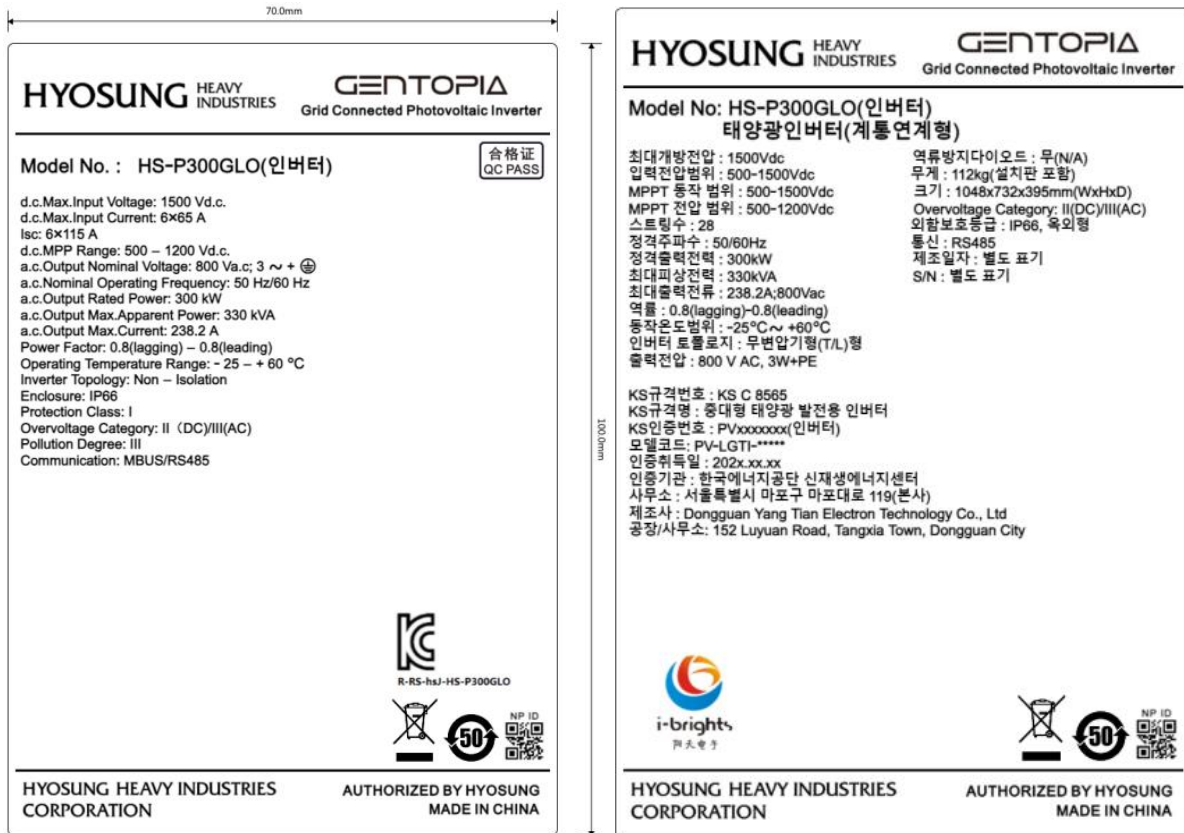 70.0mm
HYOSUNG HEAVY INDUSTRIES
GENTOPIA
Grid Connected Photovoltaic Inverter
Model No. : HS-P300GLO(인버터)
合格证
QC PASS
d.c.Max.Input Voltage: 1500 Vd.c.
d.c.Max.Input Current: 6×65 A
Isc: 6×115 A
d.c.MPP Range: 500 – 1200 Vd.c.
a.c.Output Nominal Voltage: 800 Va.c; 3 ~ +
a.c.Nominal Operating Frequency: 50 Hz/60 Hz
a.c.Output Rated Power: 300 kW
a.c.Output Max.Apparent Power: 330 kVA
a.c.Output Max.Current: 238.2 A
Power Factor: 0.8(lagging) – 0.8(leading)
Operating Temperature Range: - 25 – + 60 °C
Inverter Topology: Non – Isolation
Enclosure: IP66
Protection Class: I
Overvoltage Category: II（DC)/III(AC)
Pollution Degree: III
Communication: MBUS/RS485
R-RS-hsJ-HS-P300GLO
50
NP ID
HYOSUNG HEAVY INDUSTRIES
CORPORATION
AUTHORIZED BY HYOSUNG
MADE IN CHINA
100.0mm
HYOSUNG HEAVY INDUSTRIES
GENTOPIA
Grid Connected Photovoltaic Inverter
Model No: HS-P300GLO(인버터)
태양광인버터(계통연계형)
최대개방전압 : 1500Vdc
입력전압범위 : 500-1500Vdc
MPPT 동작 범위 : 500-1500Vdc
MPPT 전압 범위 : 500-1200Vdc
스트링수 : 28
정격주파수 : 50/60Hz
정격출력전력 : 300kW
최대피상전력 : 330kVA
최대출력전류 : 238.2A;800Vac
역률 : 0.8(lagging)-0.8(leading)
동작온도범위 : -25°C～ +60°C
인버터 토폴로지 : 무변압기형(T/L)형
출력전압 : 800 V AC, 3W+PE
역류방지다이오드 : 무(N/A)
무게 : 112kg(설치판 포함)
크기 : 1048x732x395mm(WxHxD)
Overvoltage Category: II(DC)/III(AC)
외함보호등급 : IP66, 옥외형
통신 : RS485
제조일자 : 별도 표기
S/N : 별도 표기
KS규격번호 : KS C 8565
KS규격명 : 중대형 태양광 발전용 인버터
KS인증번호 : PVxxxxxxx(인버터)
모델코드: PV-LGTI-*****
인증취득일 : 202x.xx.xx
인증기관 : 한국에너지공단 신재생에너지센터
사무소 : 서울특별시 마포구 마포대로 119(본사)
제조사 : Dongguan Yang Tian Electron Technology Co., Ltd
공장/사무소: 152 Luyuan Road, Tangxia Town, Dongguan City
i-brights
阳天电子
50
NP ID
HYOSUNG HEAVY INDUSTRIES
CORPORATION
AUTHORIZED BY HYOSUNG
MADE IN CHINA